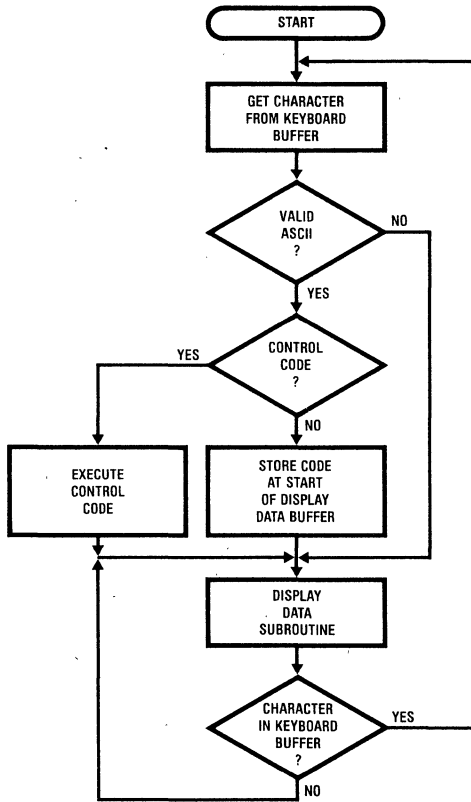 START
GET CHARACTER
FROM KEYBOARD
BUFFER
VALID
ASCII
?
NO
YES
YES
CONTROL
CODE
?
NO
EXECUTE
CONTROL
CODE
STORE CODE
AT START
OF DISPLAY
DATA BUFFER
DISPLAY
DATA
SUBROUTINE
CHARACTER
IN KEYBOARD
BUFFER
?
YES
NO